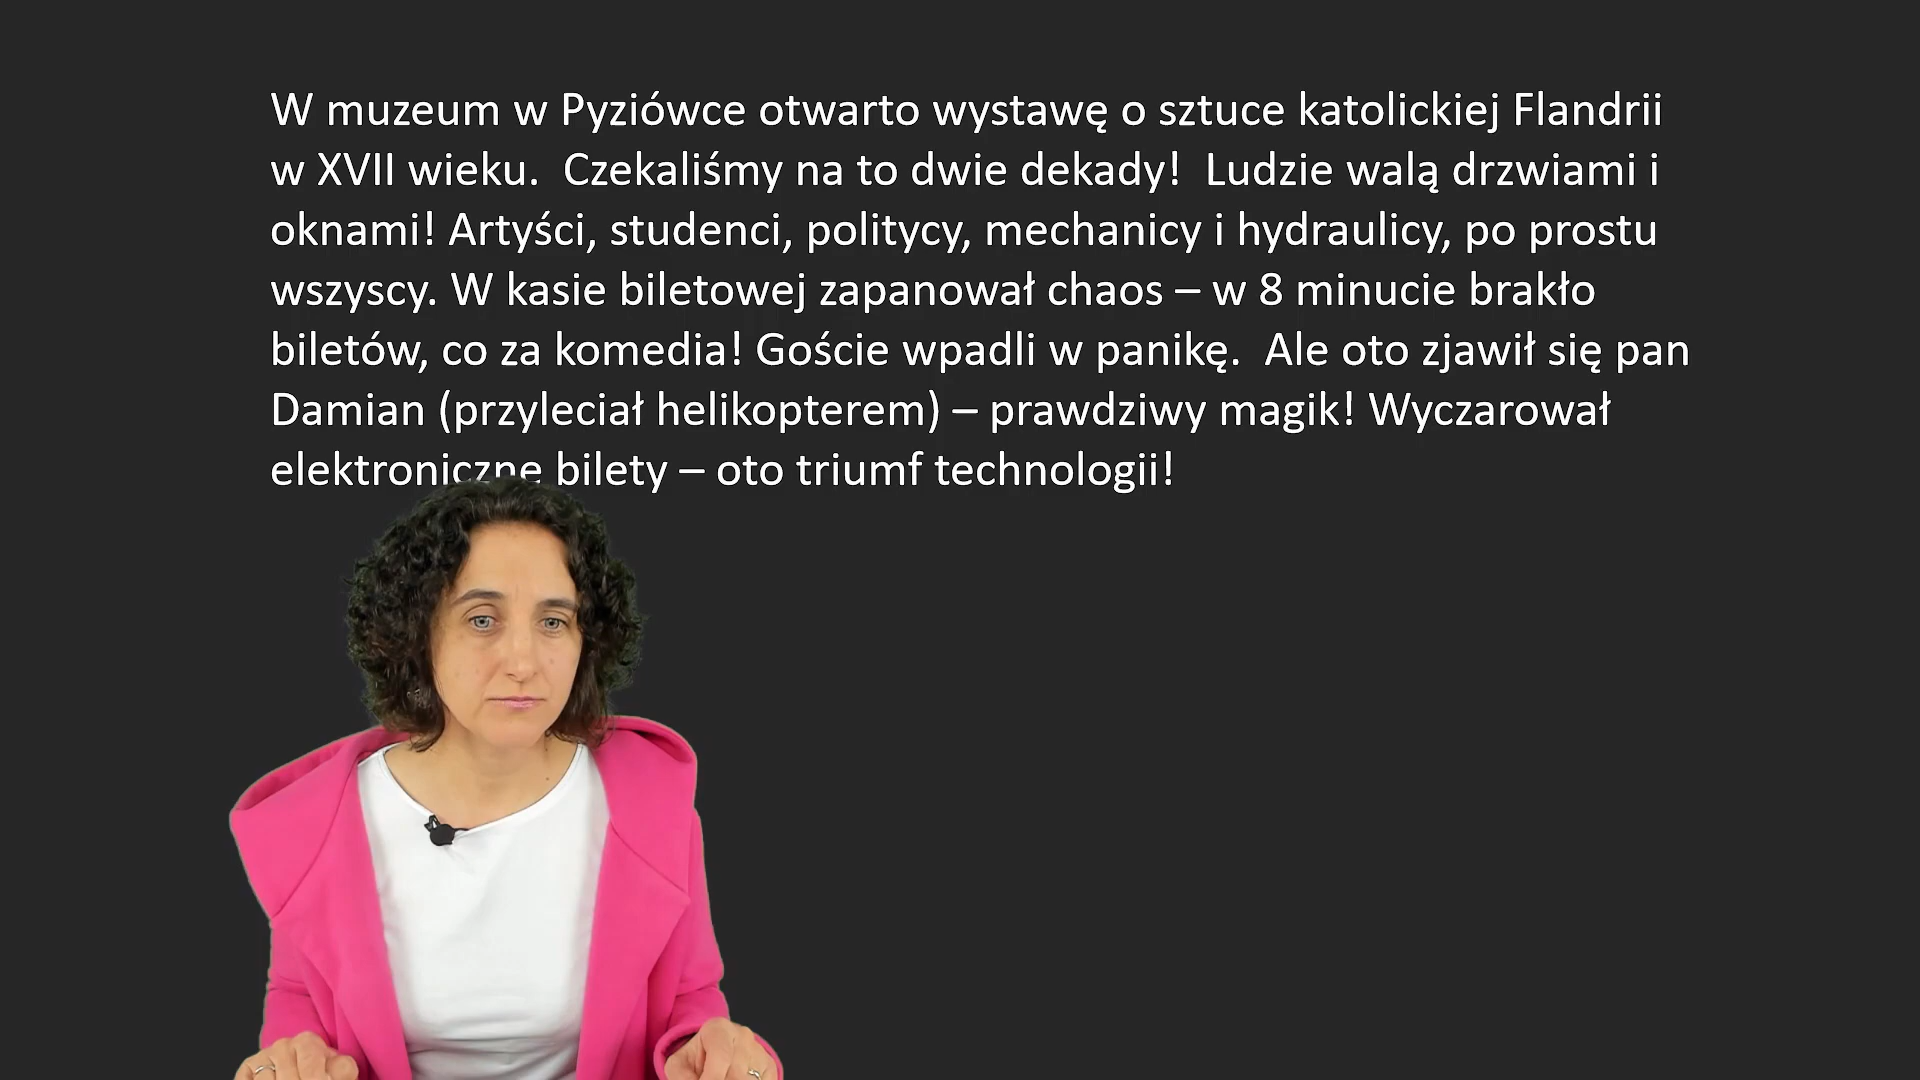 W muzeum w Pyziówce otwarto wystawę o sztuce katolickiej Flandrii
w XVII wieku.  Czekaliśmy na to dwie dekady!  Ludzie walą drzwiami i
oknami! Artyści, studenci, politycy, mechanicy i hydraulicy, po prostu
wszyscy. W kasie biletowej zapanował chaos – w 8 minucie brakło
biletów, co za komedia! Goście wpadli w panikę.  Ale oto zjawił się pan
Damian (przyleciał helikopterem) – prawdziwy magik! Wyczarował
elektroniczne bilety – oto triumf technologii!